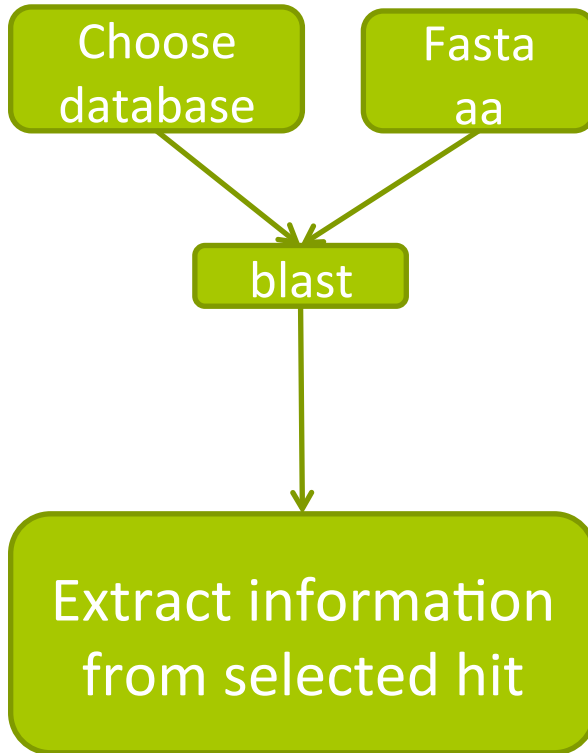 Choose
database
Fasta
aa
blast
Extract information
from selected hit